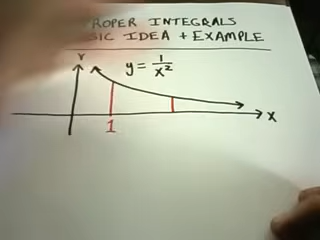 ROPER INTEGRALS
SIC IDEA + EXAMPLE
Y
y = 1/x²
X
1